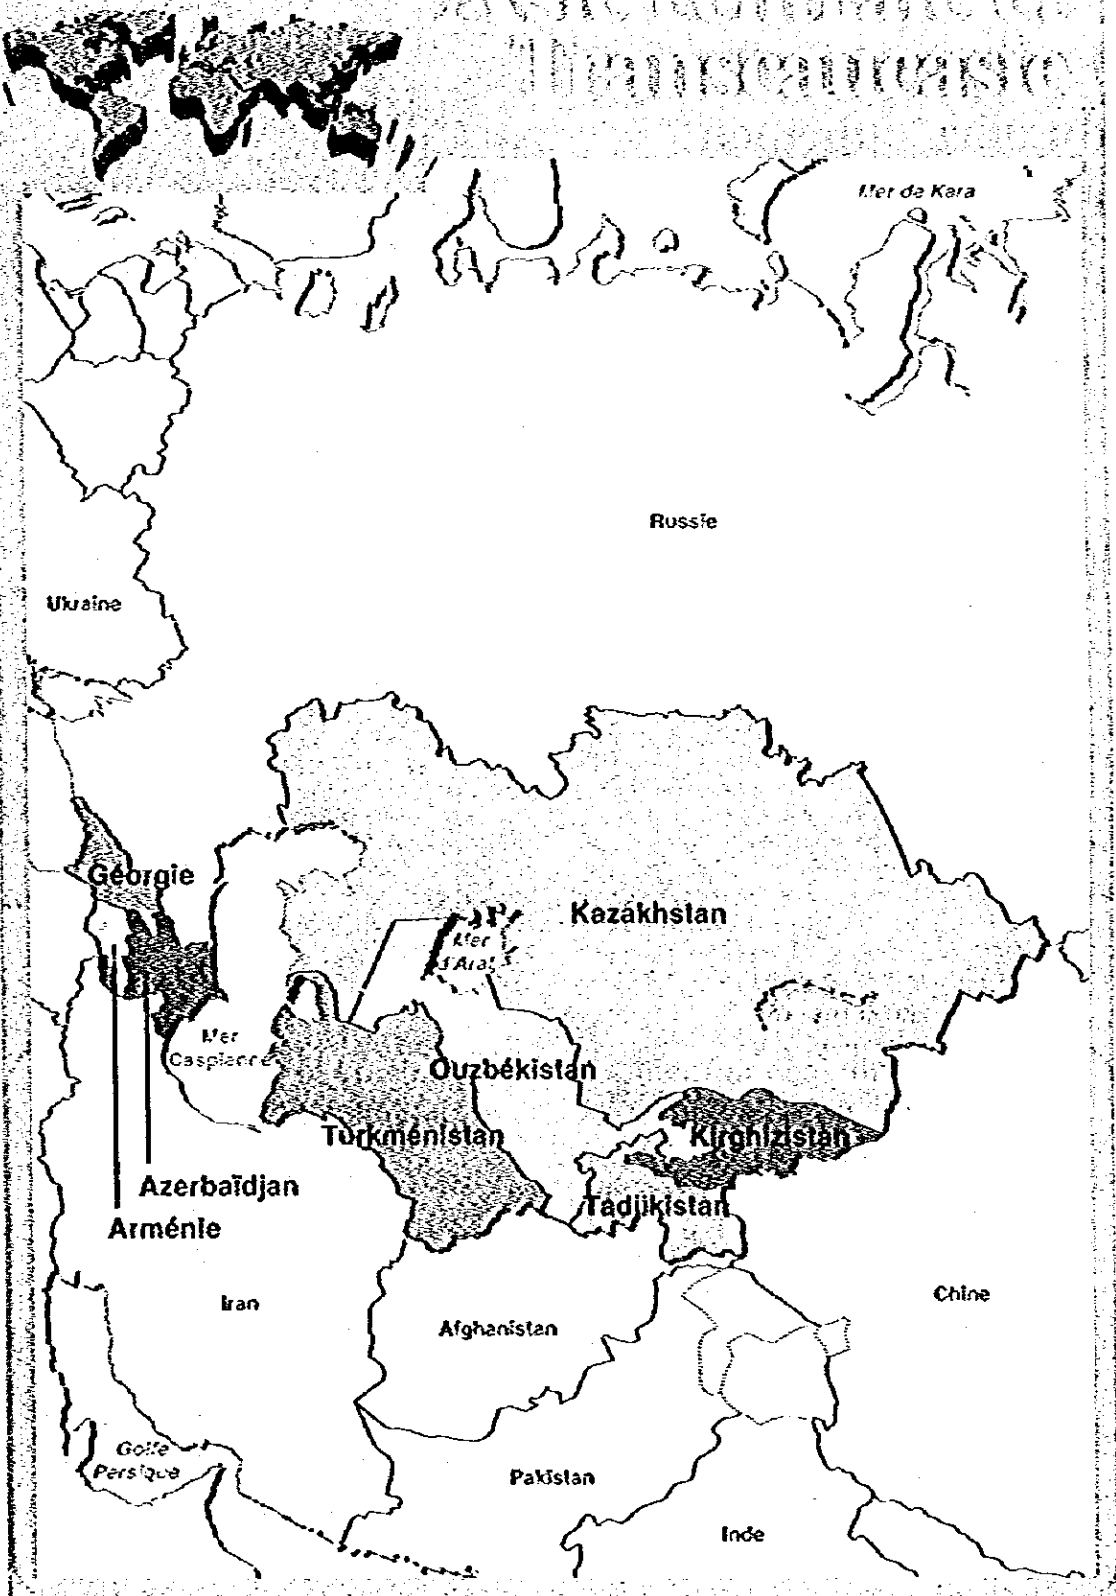 Transcaucasie
Mer de Kara
Russie
Ukraine
Géorgie
Kazakhstan
Mer
d'Aral
Mer
Caspienne
Ouzbékistan
Turkménistan
Kirghizistan
Azerbaïdjan
Tadjikistan
Arménie
Iran
Chine
Afghanistan
Golfe
Persique
Pakistan
Inde